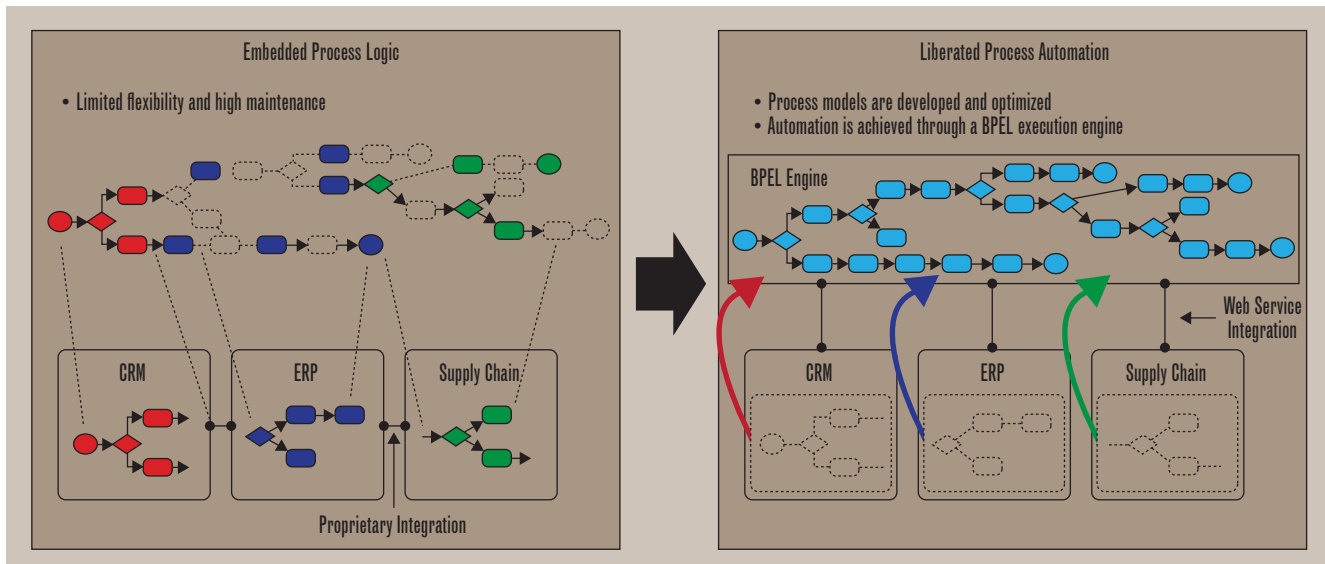 Embedded Process Logic
• Limited flexibility and high maintenance
CRM
ERP
Supply Chain
Proprietary Integration
Liberated Process Automation
• Process models are developed and optimized
• Automation is achieved through a BPEL execution engine
BPEL Engine
Web Service
Integration
CRM
ERP
Supply Chain